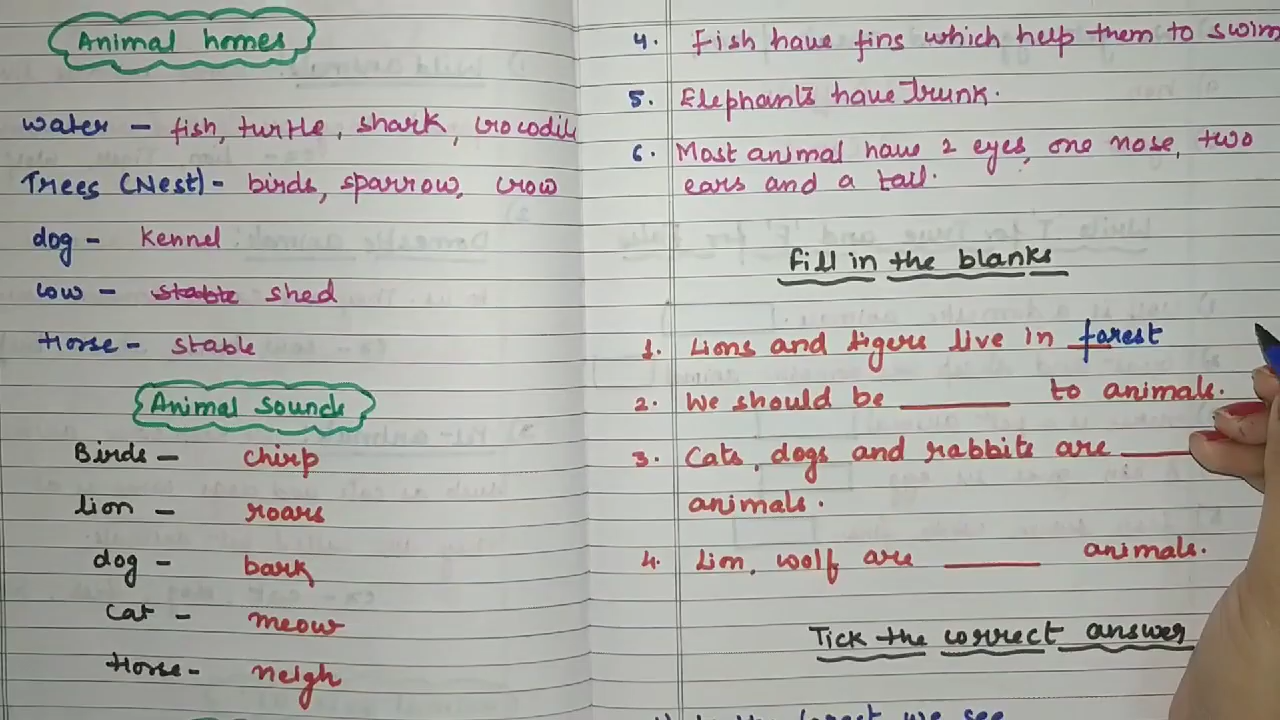 Animal homes
water - fish, turtle, shark, crocodile
Trees (Nest) - birds, sparrow, crow
dog - Kennel
cow - stable shed
Horse - stable
Animal sounds
Birds - chirp
lion - roars
dog - bark
cat - meow
Horse - neigh
4. Fish have fins which help them to swim
5. Elephants have Trunk.
6. Most animal have 2 eyes, one nose, two
ears and a tail.
Fill in the blanks
1. Lions and tigers live in forest
2. We should be ______ to animals.
3. Cats, dogs and rabbits are ______
animals.
4. Lion, wolf are ______ animals.
Tick the correct answer
we see